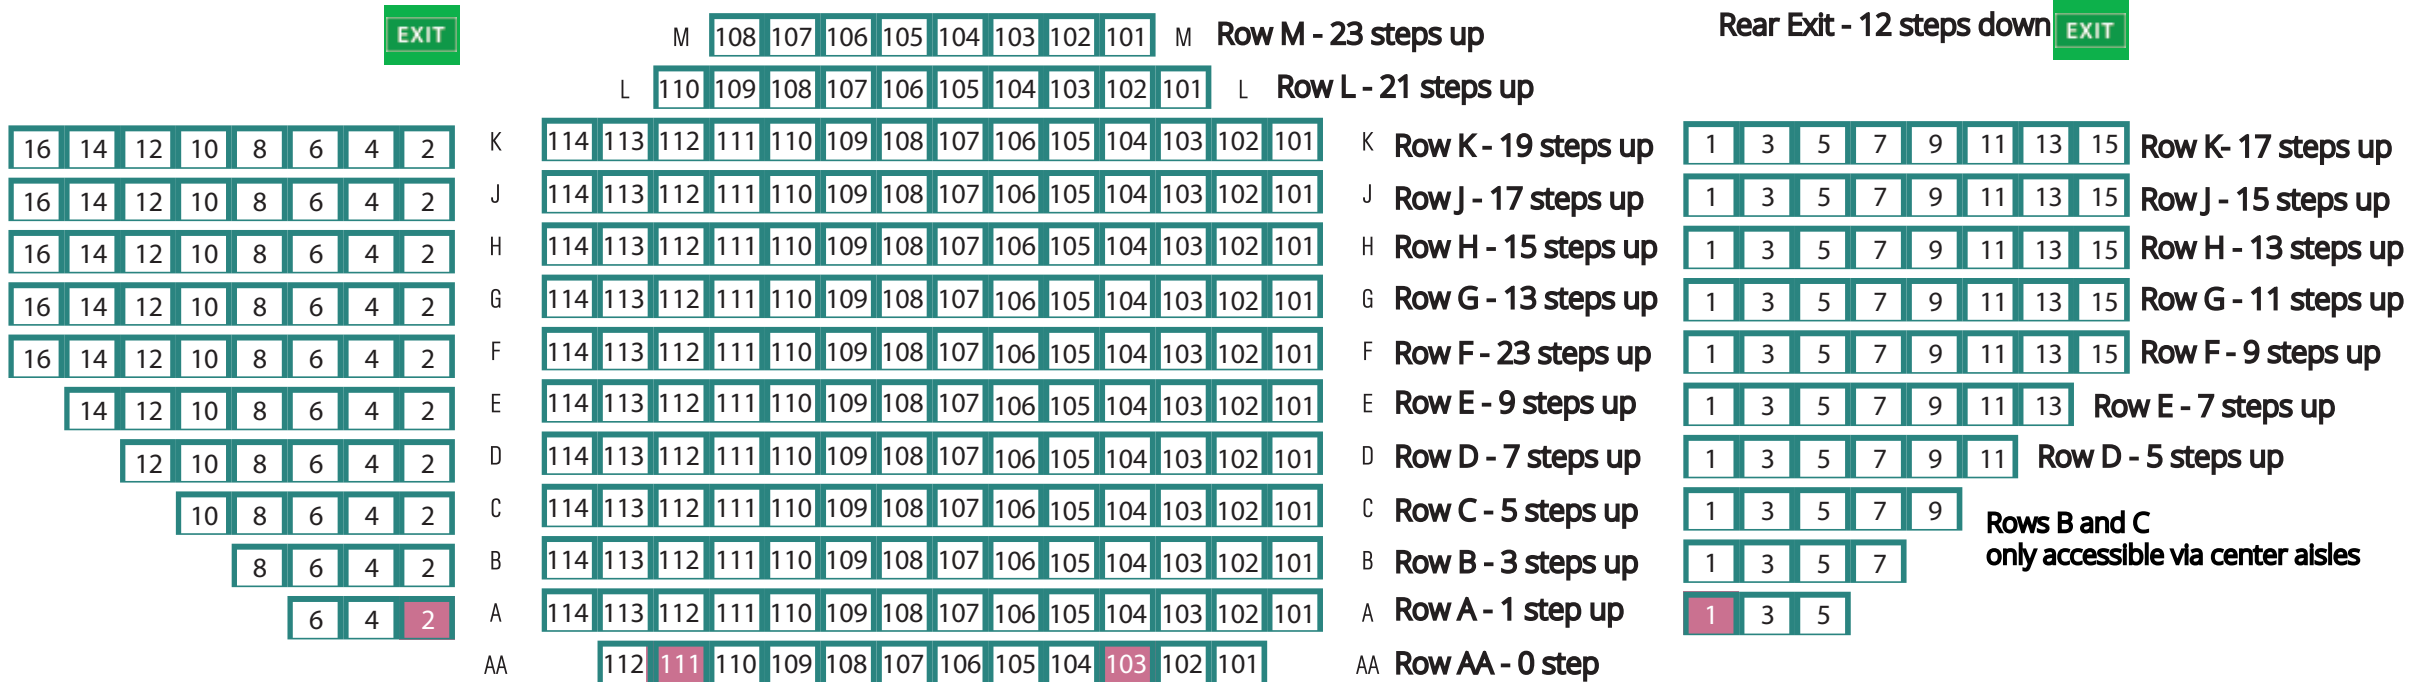 EXIT
M 108 107 106 105 104 103 102 101 M Row M - 23 steps up
Rear Exit - 12 steps down EXIT
L 110 109 108 107 106 105 104 103 102 101 L Row L - 21 steps up
16 14 12 10 8 6 4 2 K 114 113 112 111 110 109 108 107 106 105 104 103 102 101 K Row K - 19 steps up 1 3 5 7 9 11 13 15 Row K- 17 steps up
16 14 12 10 8 6 4 2 J 114 113 112 111 110 109 108 107 106 105 104 103 102 101 J Row J - 17 steps up 1 3 5 7 9 11 13 15 Row J - 15 steps up
16 14 12 10 8 6 4 2 H 114 113 112 111 110 109 108 107 106 105 104 103 102 101 H Row H - 15 steps up 1 3 5 7 9 11 13 15 Row H - 13 steps up
16 14 12 10 8 6 4 2 G 114 113 112 111 110 109 108 107 106 105 104 103 102 101 G Row G - 13 steps up 1 3 5 7 9 11 13 15 Row G - 11 steps up
16 14 12 10 8 6 4 2 F 114 113 112 111 110 109 108 107 106 105 104 103 102 101 F Row F - 23 steps up 1 3 5 7 9 11 13 15 Row F - 9 steps up
14 12 10 8 6 4 2 E 114 113 112 111 110 109 108 107 106 105 104 103 102 101 E Row E - 9 steps up 1 3 5 7 9 11 13 Row E - 7 steps up
12 10 8 6 4 2 D 114 113 112 111 110 109 108 107 106 105 104 103 102 101 D Row D - 7 steps up 1 3 5 7 9 11 Row D - 5 steps up
10 8 6 4 2 C 114 113 112 111 110 109 108 107 106 105 104 103 102 101 C Row C - 5 steps up 1 3 5 7 9
Rows B and C
only accessible via center aisles
8 6 4 2 B 114 113 112 111 110 109 108 107 106 105 104 103 102 101 B Row B - 3 steps up 1 3 5 7
6 4 2 A 114 113 112 111 110 109 108 107 106 105 104 103 102 101 A Row A - 1 step up 1 3 5
AA 112 111 110 109 108 107 106 105 104 103 102 101 AA Row AA - 0 step